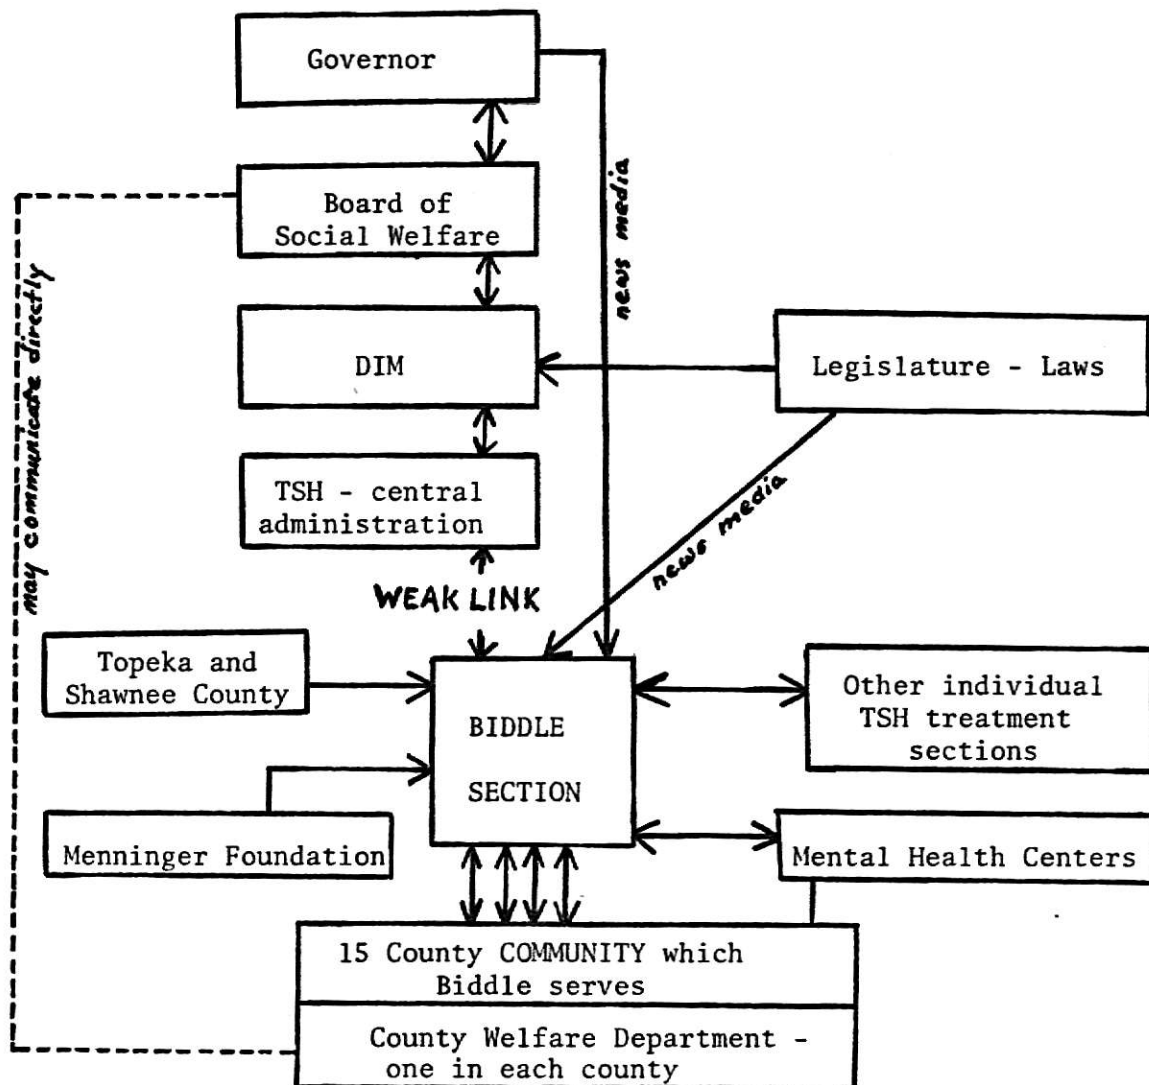 Governor
news media
Board of
Social Welfare
may communicate directly
DIM
Legislature - Laws
TSH - central
administration
news media
WEAK LINK
Topeka and
Shawnee County
BIDDLE
SECTION
Other individual
TSH treatment
sections
Menninger Foundation
Mental Health Centers
15 County COMMUNITY which
Biddle serves
County Welfare Department -
one in each county